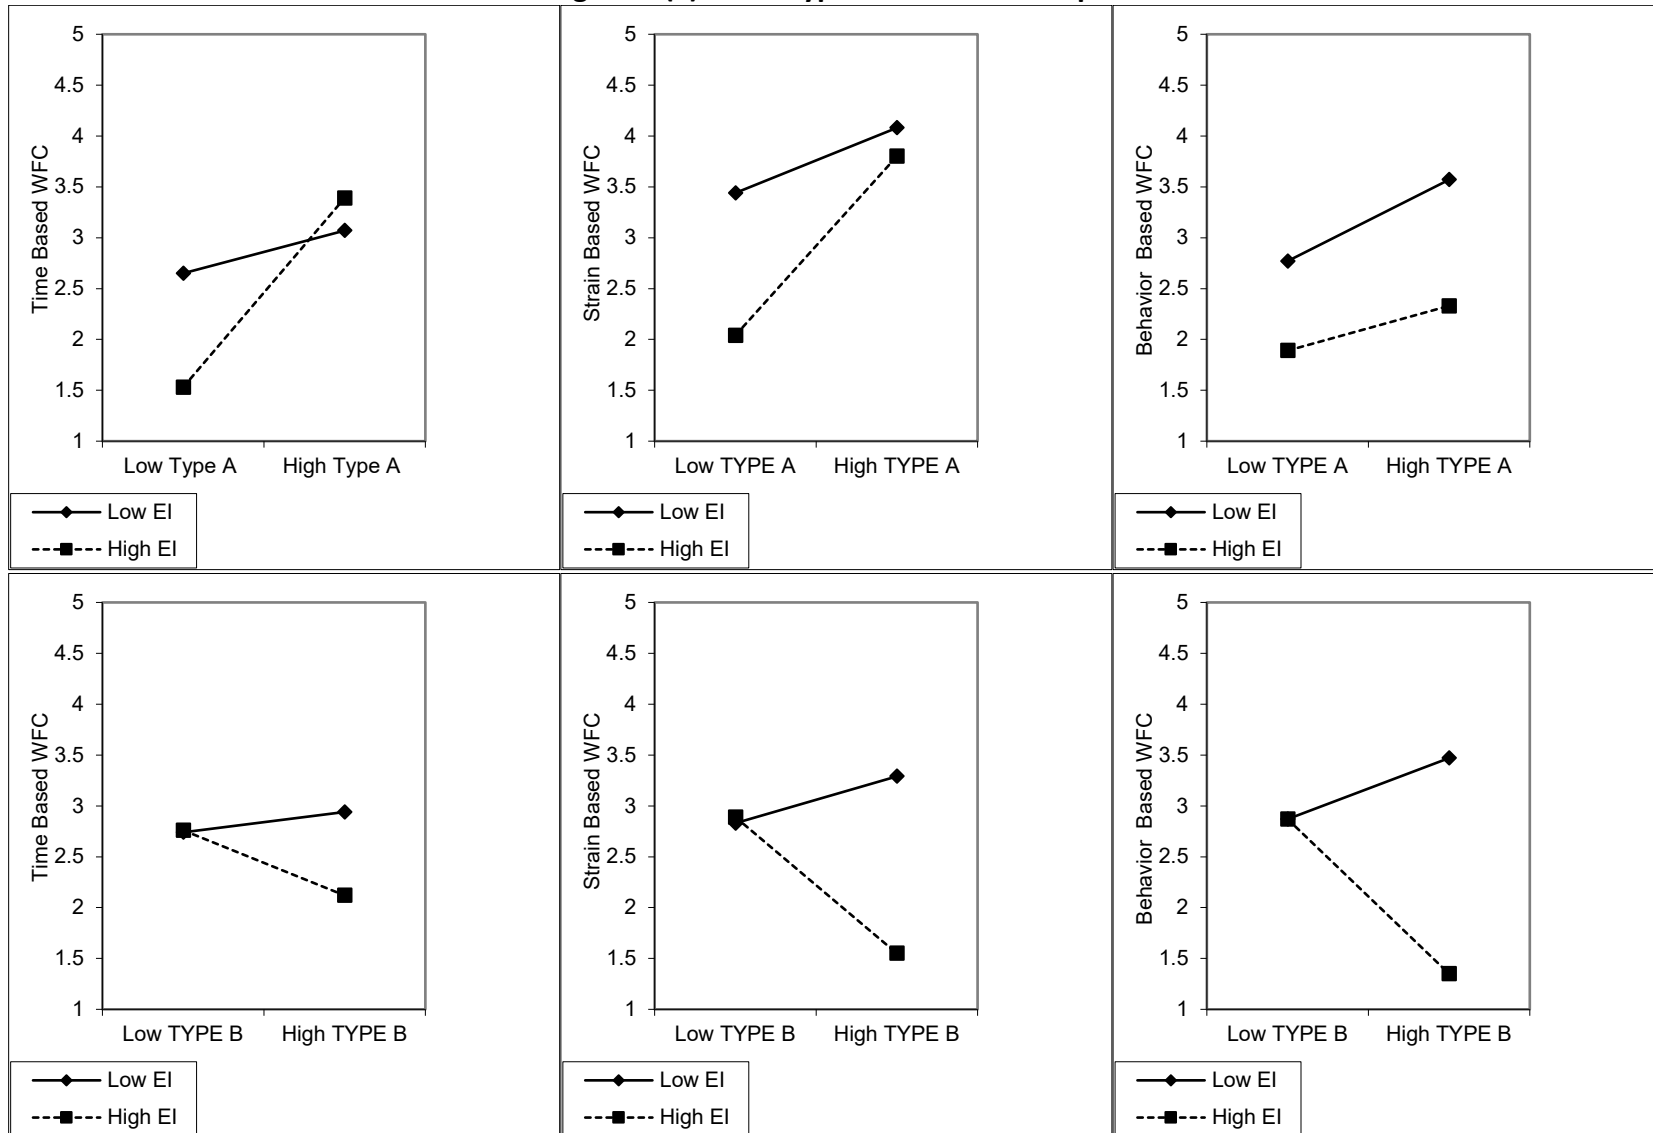 5
4.5
4
3.5
3
2.5
2
1.5
1
Time Based WFC
Low Type A High Type A
Low EI
High EI
5
4.5
4
3.5
3
2.5
2
1.5
1
Strain Based WFC
Low TYPE A High TYPE A
Low EI
High EI
5
4.5
4
3.5
3
2.5
2
1.5
1
Behavior Based WFC
Low TYPE A High TYPE A
Low EI
High EI
5
4.5
4
3.5
3
2.5
2
1.5
1
Time Based WFC
Low TYPE B High TYPE B
Low EI
High EI
5
4.5
4
3.5
3
2.5
2
1.5
1
Strain Based WFC
Low TYPE B High TYPE B
Low EI
High EI
5
4.5
4
3.5
3
2.5
2
1.5
1
Behavior Based WFC
Low TYPE B High TYPE B
Low EI
High EI